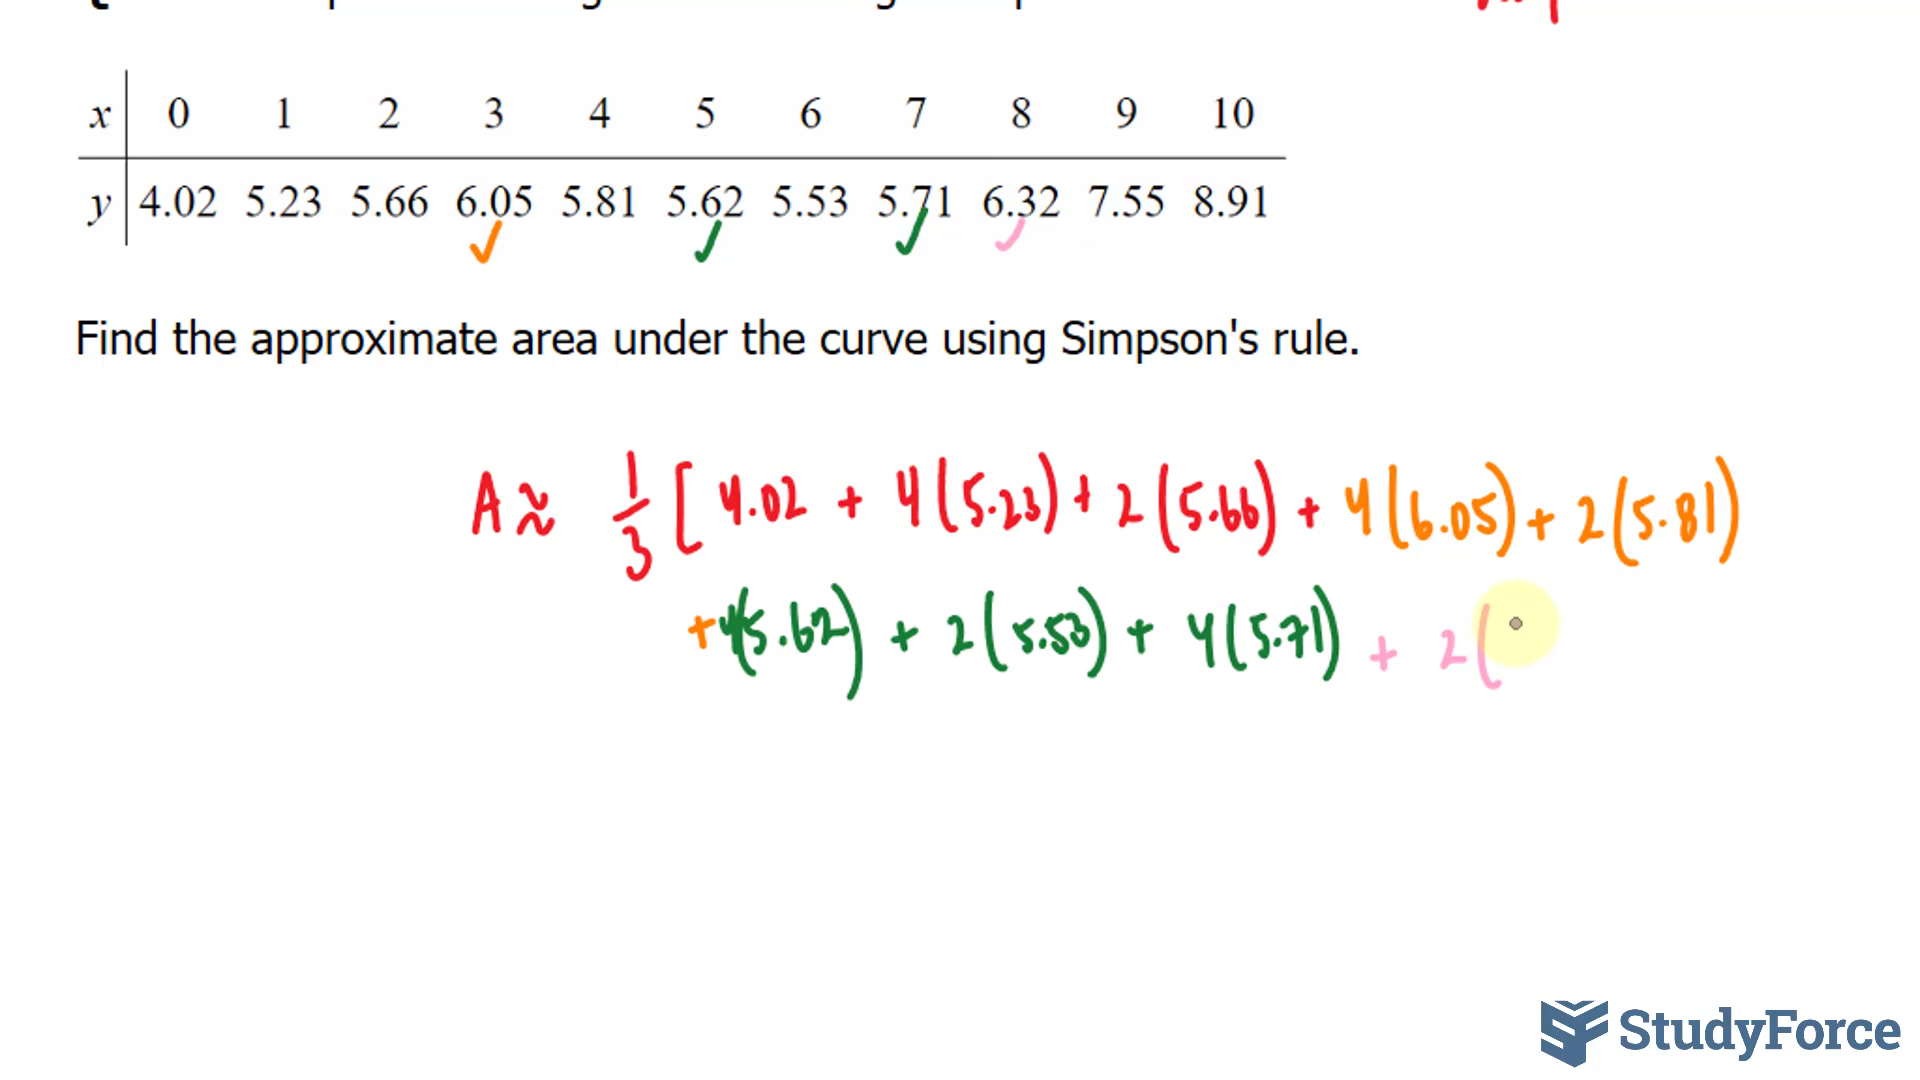 x 0 1 2 3 4 5 6 7 8 9 10
y 4.02 5.23 5.66 6.05 5.81 5.62 5.53 5.71 6.32 7.55 8.91
Find the approximate area under the curve using Simpson's rule.
A ≈ 1/3 [ 4.02 + 4(5.23) + 2(5.66) + 4(6.05) + 2(5.81)
+ 4(5.62) + 2(5.53) + 4(5.71) + 2(
StudyForce